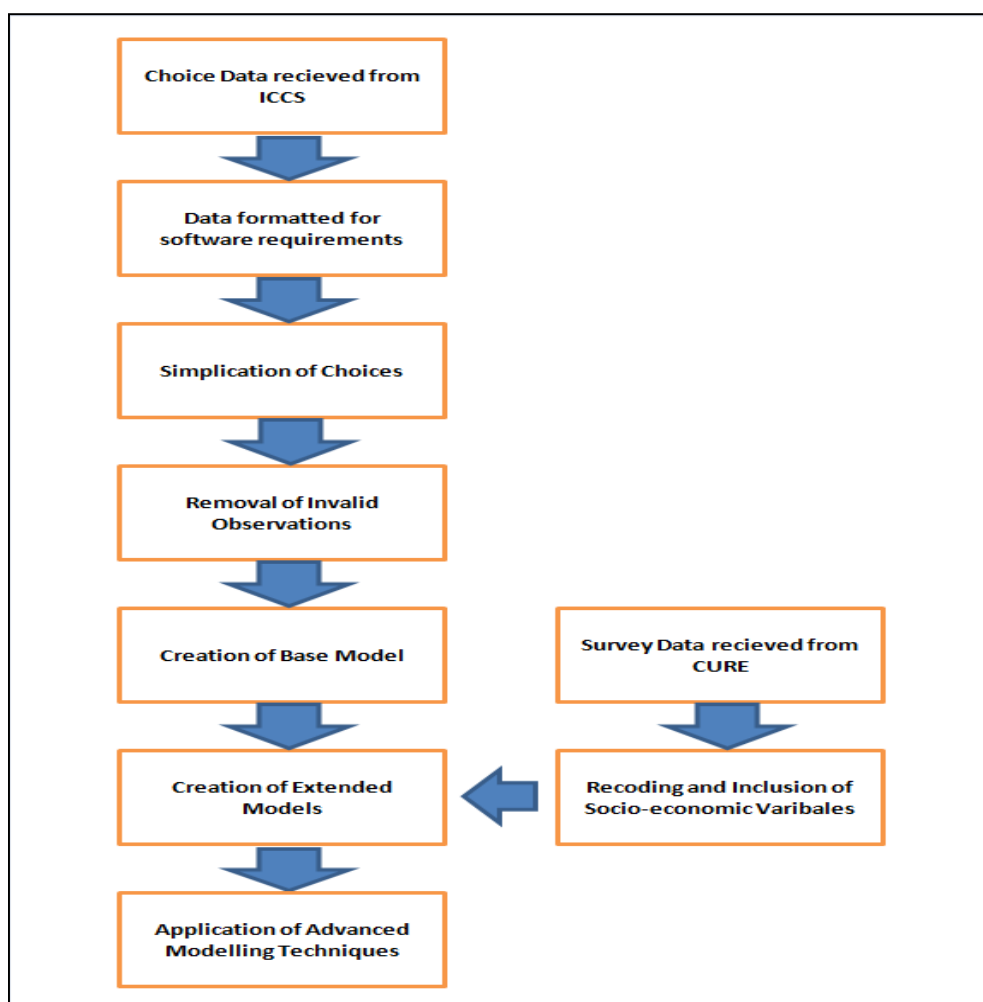 Choice Data recieved from
ICCS
Data formatted for
software requirements
Simplication of Choices
Removal of Invalid
Observations
Creation of Base Model
Survey Data recieved from
CURE
Creation of Extended
Models
Recoding and Inclusion of
Socio-economic Varibales
Application of Advanced
Modelling Techniques